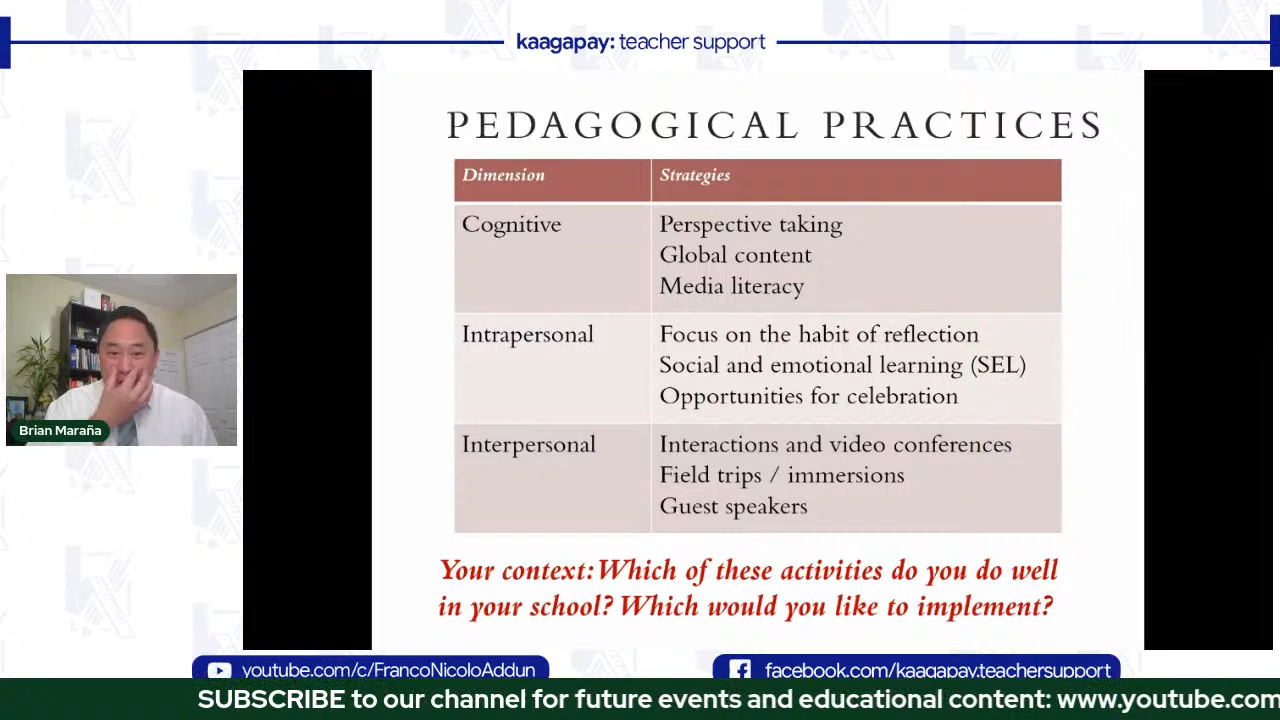 kaagapay: teacher support
PEDAGOGICAL PRACTICES
Dimension Strategies
Cognitive Perspective taking
Global content
Media literacy
Intrapersonal Focus on the habit of reflection
Social and emotional learning (SEL)
Opportunities for celebration
Interpersonal Interactions and video conferences
Field trips / immersions
Guest speakers
Your context: Which of these activities do you do well
in your school? Which would you like to implement?
Brian Maraña
youtube.com/c/FrancoNicoloAddun facebook.com/kaagapay.teachersupport
SUBSCRIBE to our channel for future events and educational content: www.youtube.com